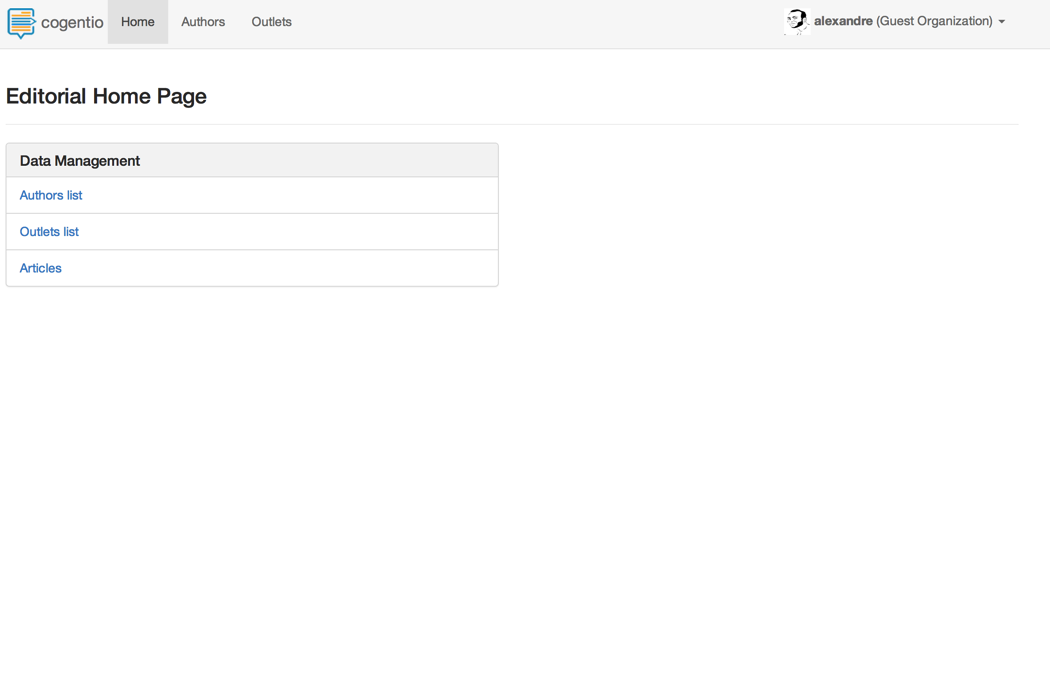 cogentio Home Authors Outlets alexandre (Guest Organization)
Editorial Home Page
Data Management
Authors list
Outlets list
Articles